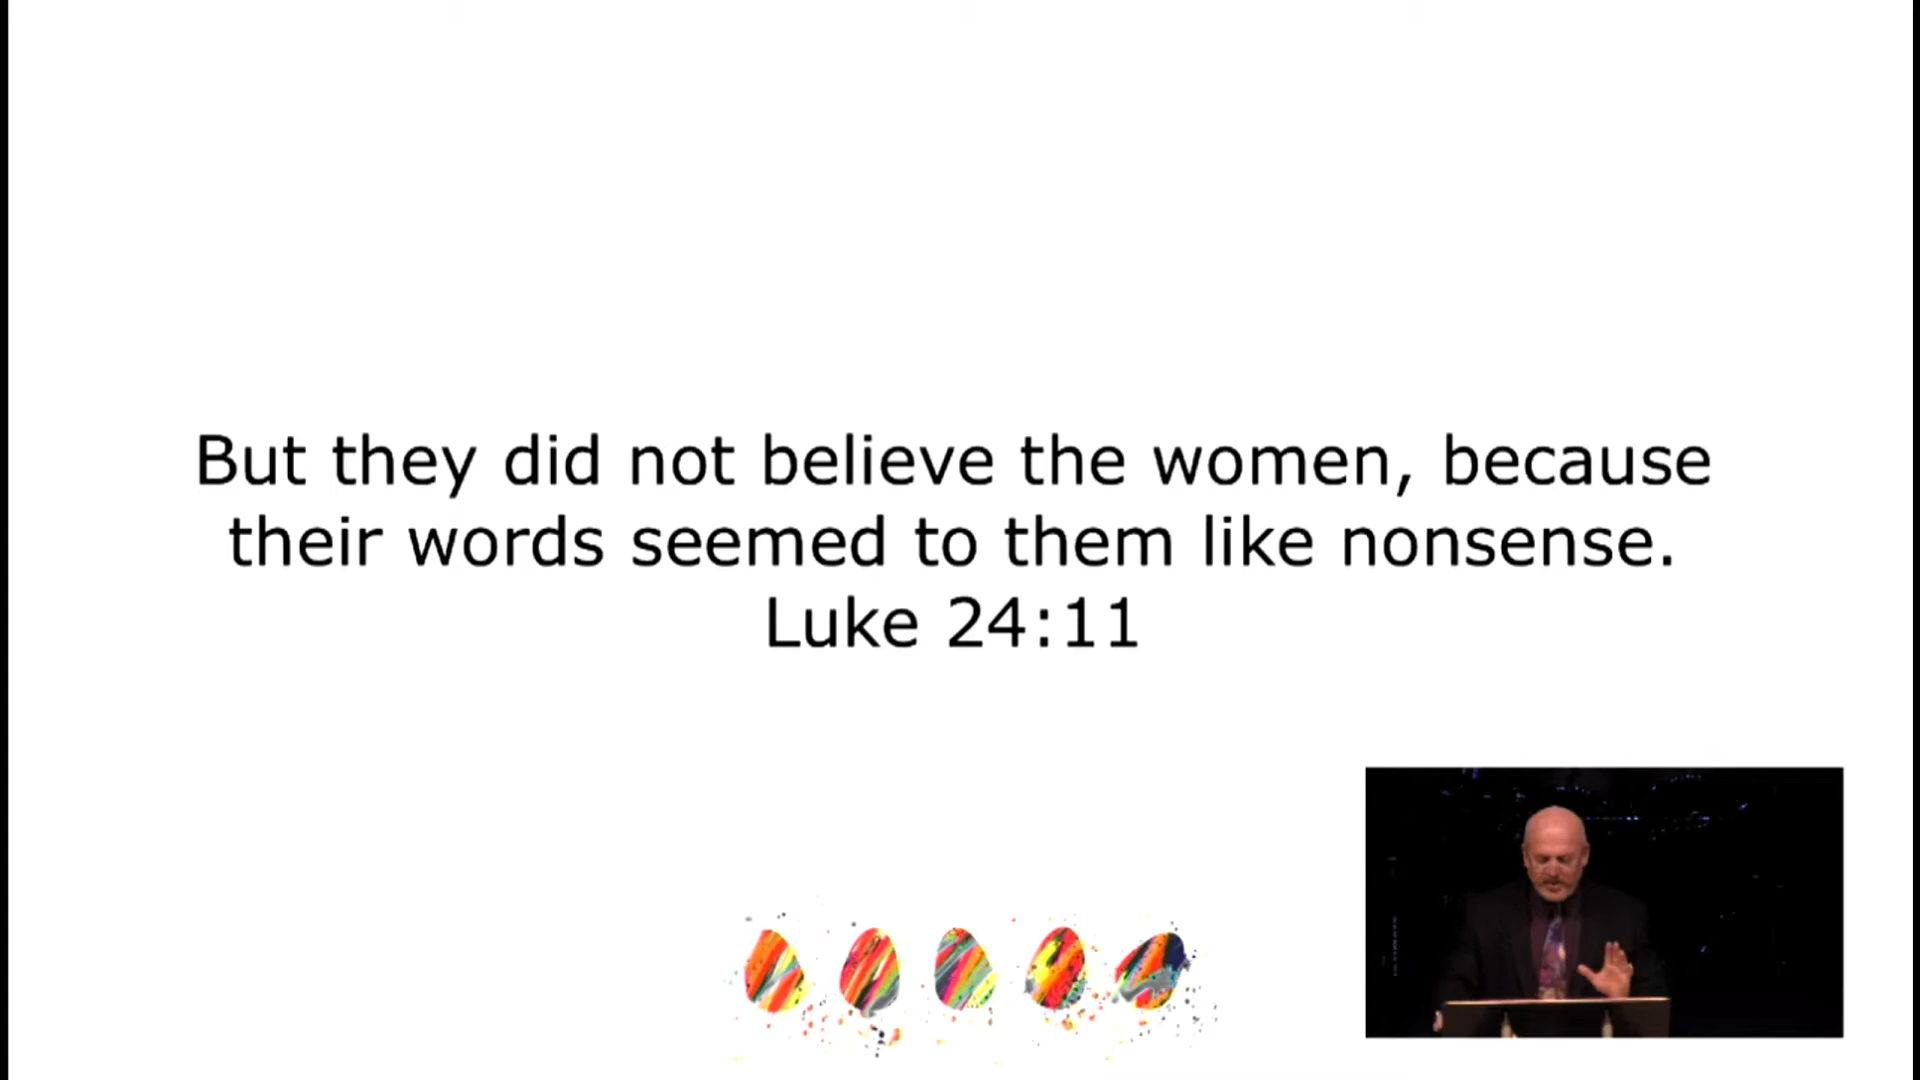 But they did not believe the women, because
their words seemed to them like nonsense.
Luke 24:11